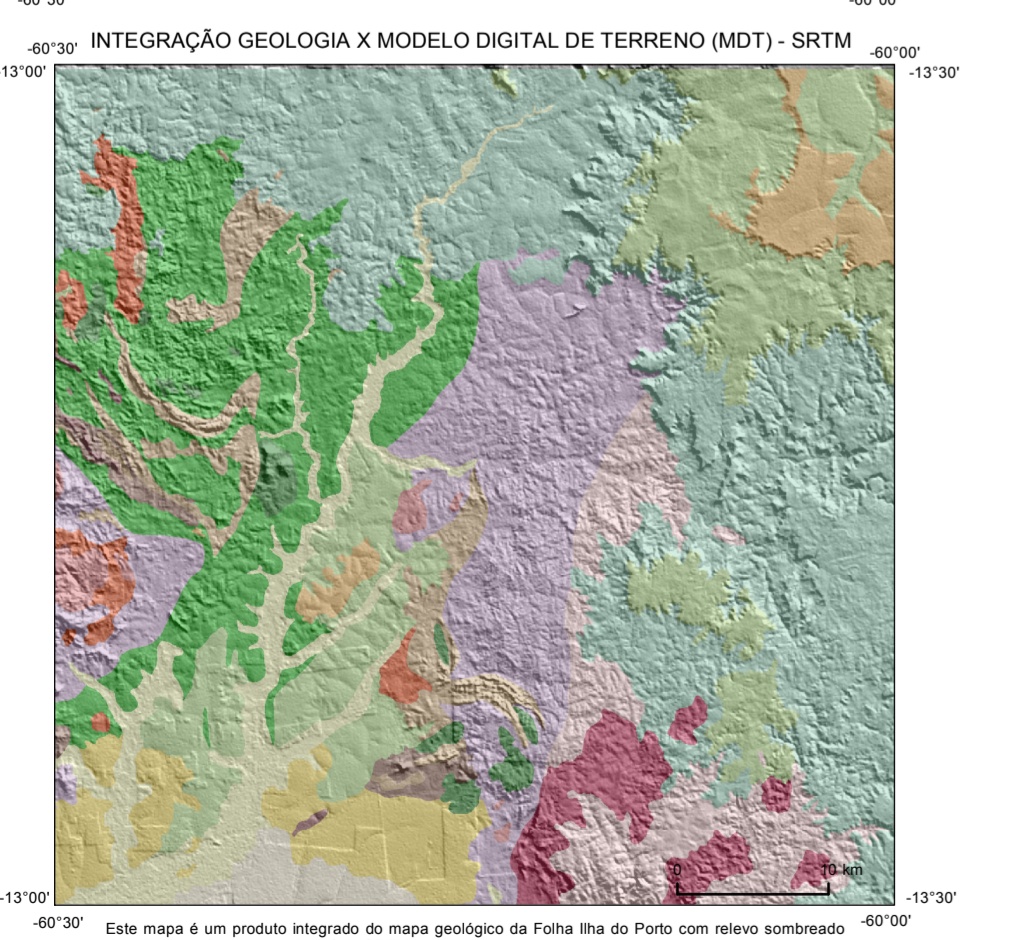 -60°30' -60°00'
INTEGRAÇÃO GEOLOGIA X MODELO DIGITAL DE TERRENO (MDT) - SRTM
-60°30' -60°00'
-13°00' -13°30'
0 10 km
-13°00' -13°30'
-60°30' -60°00'
Este mapa é um produto integrado do mapa geológico da Folha Ilha do Porto com relevo sombreado